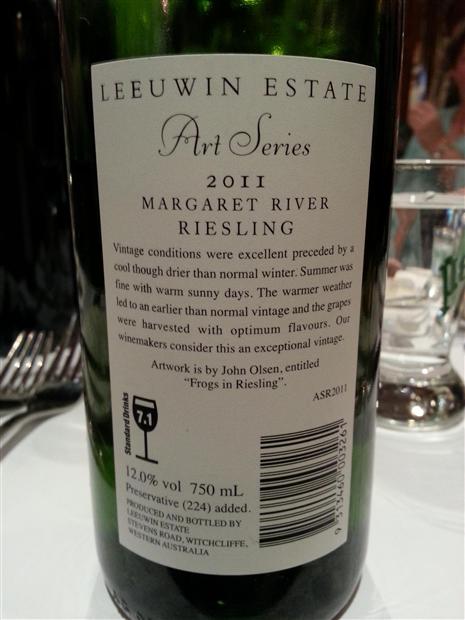 LEEUWIN ESTATE
Art Series
2011
MARGARET RIVER
RIESLING
Vintage conditions were excellent preceded by a
cool though drier than normal winter. Summer was
fine with warm sunny days. The warmer weather
led to an earlier than normal vintage and the grapes
were harvested with optimum flavours. Our
winemakers consider this an exceptional vintage.
Artwork is by John Olsen, entitled
“Frogs in Riesling”.
ASR2011
Standard Drinks
7.1
12.0% vol 750 mL
Preservative (224) added.
PRODUCED AND BOTTLED BY
LEEUWIN ESTATE
STEVENS ROAD, WITCHCLIFFE,
WESTERN AUSTRALIA
9 313460 003261